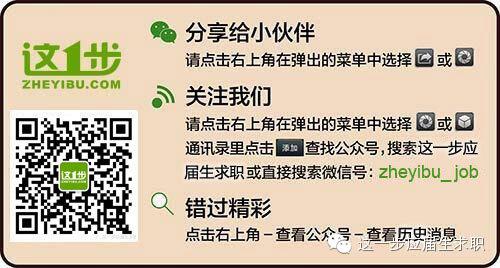 这1步
ZHEYIBU.COM
分享给小伙伴
请点击右上角在弹出的菜单中选择 或
关注我们
请点击右上角在弹出的菜单中选择 或
通讯录里点击 添加 查找公众号，搜索这一步应
届生求职或直接搜索微信号：zheyibu_job
错过精彩
点击右上角－查看公众号－查看历史消息
这一步应届生求职